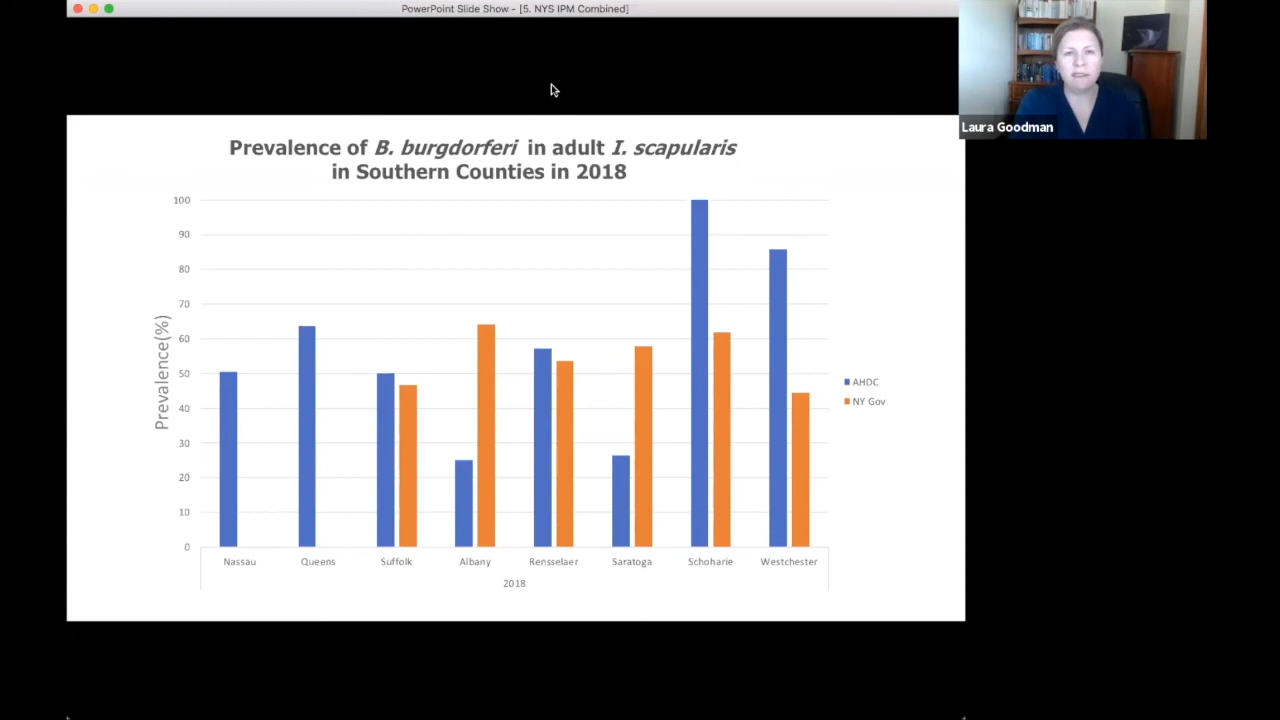 PowerPoint Slide Show - [5. NYS IPM Combined]
Laura Goodman
Prevalence of B. burgdorferi in adult I. scapularis
in Southern Counties in 2018
Prevalence(%)
100
90
80
70
60
50
40
30
20
10
0
Nassau Queens Suffolk Albany Rensselaer Saratoga Schoharie Westchester
2018
AHDC
NY Gov